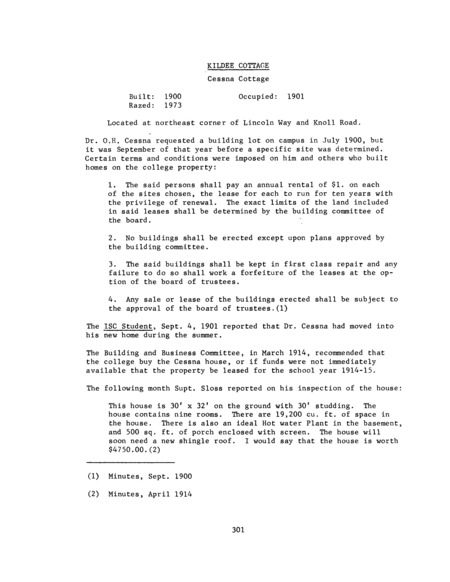 KILDEE COTTAGE
Cessna Cottage
Built: 1900 Occupied: 1901
Razed: 1973
Located at northeast corner of Lincoln Way and Knoll Road.
Dr. O.H. Cessna requested a building lot on campus in July 1900, but
it was September of that year before a specific site was determined.
Certain terms and conditions were imposed on him and others who built
homes on the college property:
1. The said persons shall pay an annual rental of $1. on each
of the sites chosen, the lease for each to run for ten years with
the privilege of renewal. The exact limits of the land included
in said leases shall be determined by the building committee of
the board.
2. No buildings shall be erected except upon plans approved by
the building committee.
3. The said buildings shall be kept in first class repair and any
failure to do so shall work a forfeiture of the leases at the op-
tion of the board of trustees.
4. Any sale or lease of the buildings erected shall be subject to
the approval of the board of trustees.(1)
The ISC Student, Sept. 4, 1901 reported that Dr. Cessna had moved into
his new home during the summer.
The Building and Business Committee, in March 1914, recommended that
the college buy the Cessna house, or if funds were not immediately
available that the property be leased for the school year 1914-15.
The following month Supt. Sloss reported on his inspection of the house:
This house is 30' x 32' on the ground with 30' studding. The
house contains nine rooms. There are 19,200 cu. ft. of space in
the house. There is also an ideal Hot water Plant in the basement,
and 500 sq. ft. of porch enclosed with screen. The house will
soon need a new shingle roof. I would say that the house is worth
$4750.00.(2)
(1) Minutes, Sept. 1900
(2) Minutes, April 1914
301